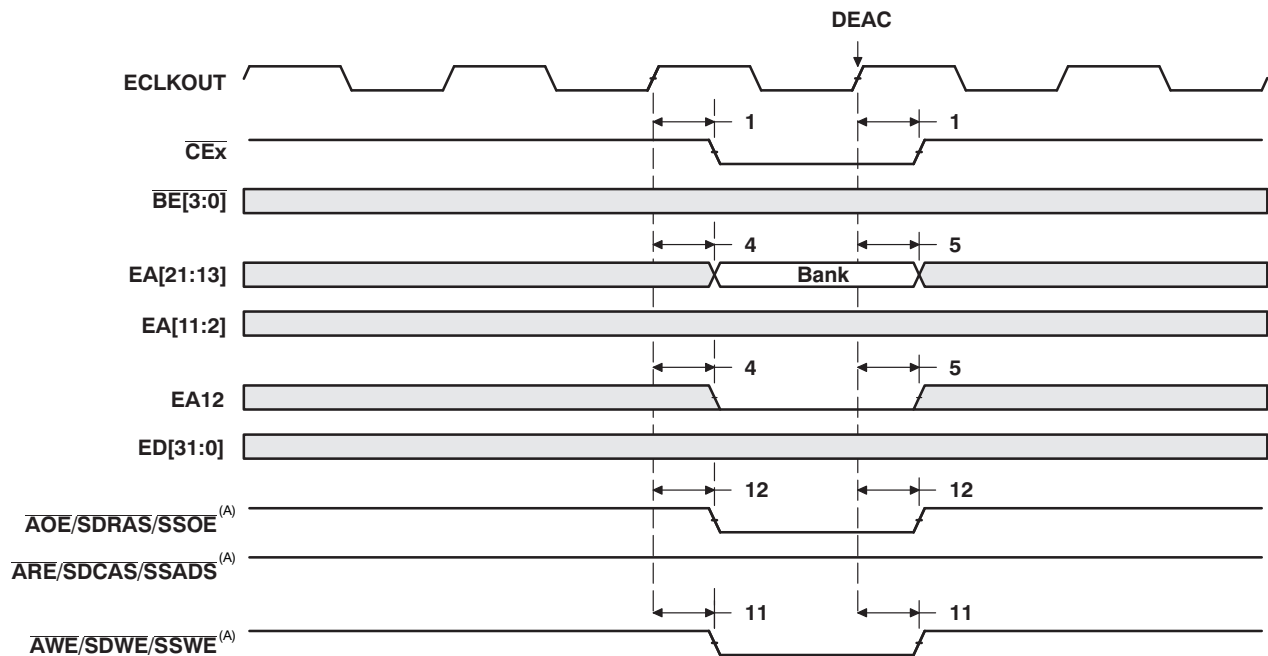 DEAC
ECLKOUT
1 1
CEx
BE[3:0]
4 5
EA[21:13] Bank
EA[11:2]
4 5
EA12
ED[31:0]
12 12
AOE/SDRAS/SSOE(A)
ARE/SDCAS/SSADS(A)
11 11
AWE/SDWE/SSWE(A)